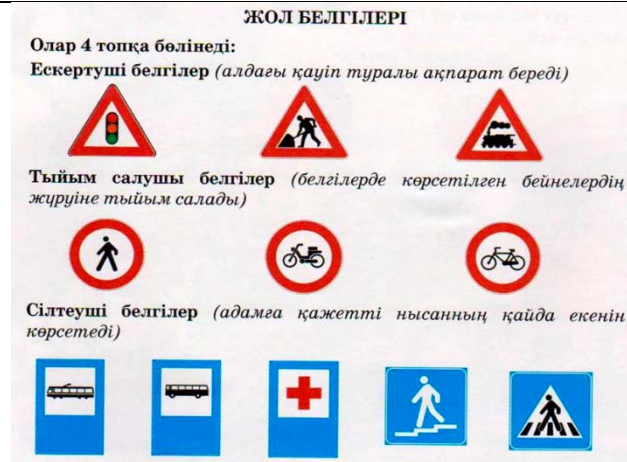 ЖОЛ БЕЛГІЛЕРІ
Олар 4 топқа бөлінеді:
Ескертуші белгілер (алдағы қауіп туралы ақпарат береді)
Тыйым салушы белгілер (белгілерде көрсетілген бейнелердің
жүруіне тыйым салады)
Сілтеуші белгілер (адамға қажетті нысанның қайда екенін
көрсетеді)